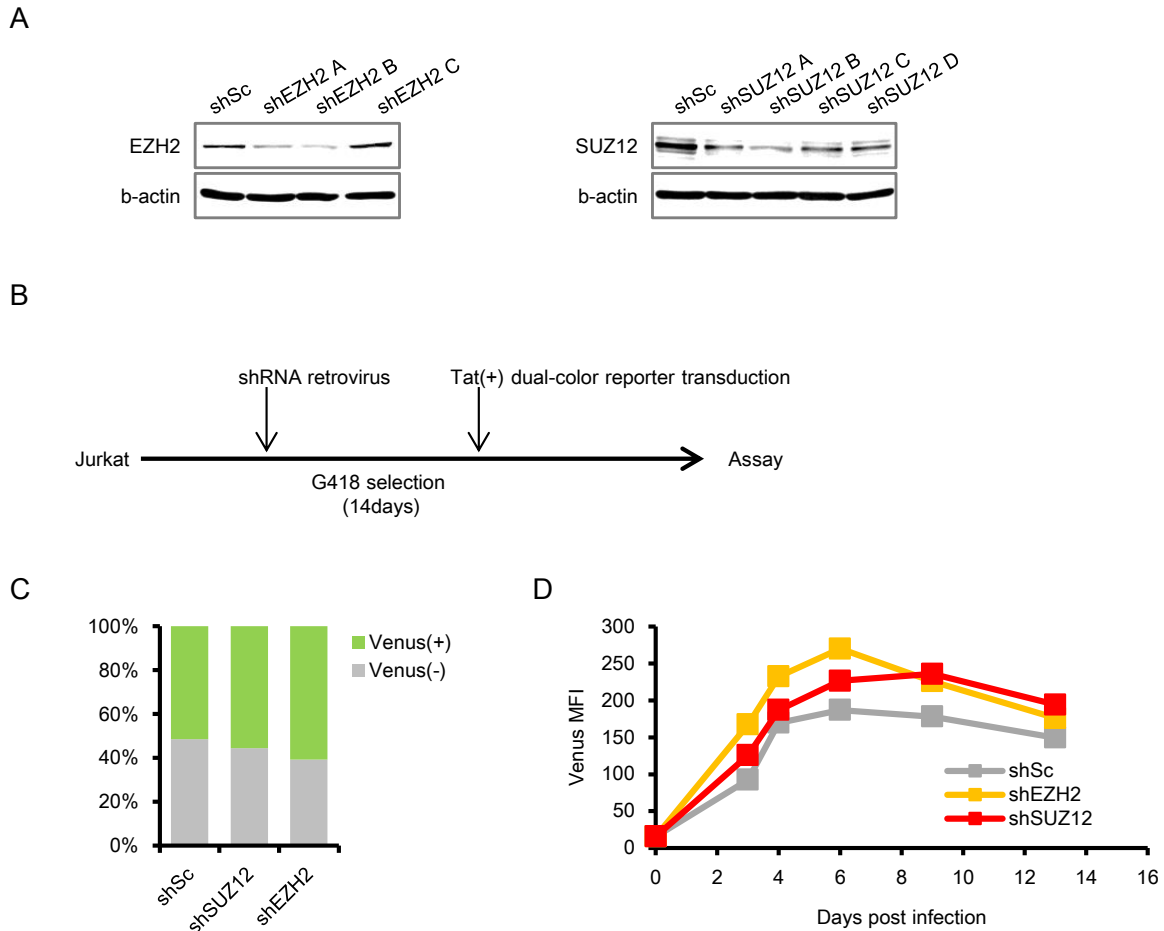 A
shSc
shEZH2 A
shEZH2 B
shEZH2 C
EZH2
b-actin
shSc
shSUZ12 A
shSUZ12 B
shSUZ12 C
shSUZ12 D
SUZ12
b-actin
B
shRNA retrovirus
Tat(+) dual-color reporter transduction
Jurkat
Assay
G418 selection
(14days)
C
100%
80%
60%
40%
20%
0%
shSc
shSUZ12
shEZH2
Venus(+)
Venus(-)
D
Venus MFI
300
250
200
150
100
50
0
0 2 4 6 8 10 12 14 16
Days post infection
shSc
shEZH2
shSUZ12